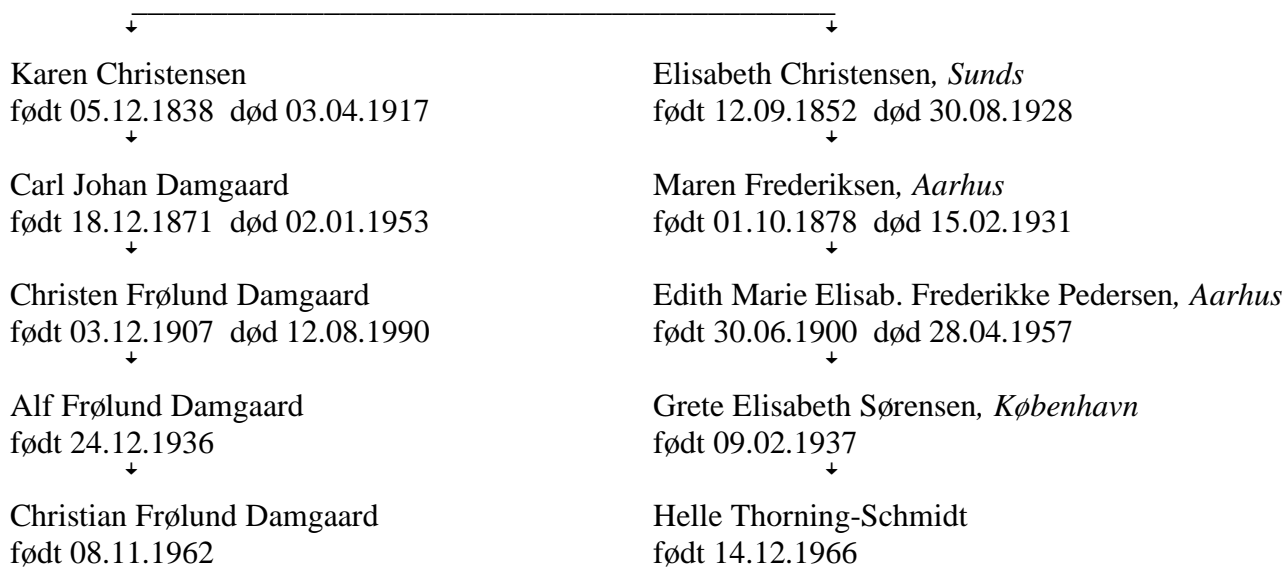 Karen Christensen
født 05.12.1838 død 03.04.1917
Carl Johan Damgaard
født 18.12.1871 død 02.01.1953
Christen Frølund Damgaard
født 03.12.1907 død 12.08.1990
Alf Frølund Damgaard
født 24.12.1936
Christian Frølund Damgaard
født 08.11.1962
Elisabeth Christensen, Sunds
født 12.09.1852 død 30.08.1928
Maren Frederiksen, Aarhus
født 01.10.1878 død 15.02.1931
Edith Marie Elisab. Frederikke Pedersen, Aarhus
født 30.06.1900 død 28.04.1957
Grete Elisabeth Sørensen, København
født 09.02.1937
Helle Thorning-Schmidt
født 14.12.1966